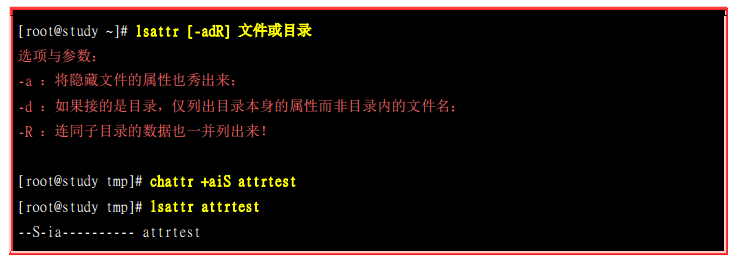 [root@study ~]# lsattr [-adR] 文件或目录
选项与参数：
-a ：将隐藏文件的属性也秀出来；
-d ：如果接的是目录，仅列出目录本身的属性而非目录内的文件名；
-R ：连同子目录的数据也一并列出来！
[root@study tmp]# chattr +aiS attrtest
[root@study tmp]# lsattr attrtest
--S-ia---------- attrtest